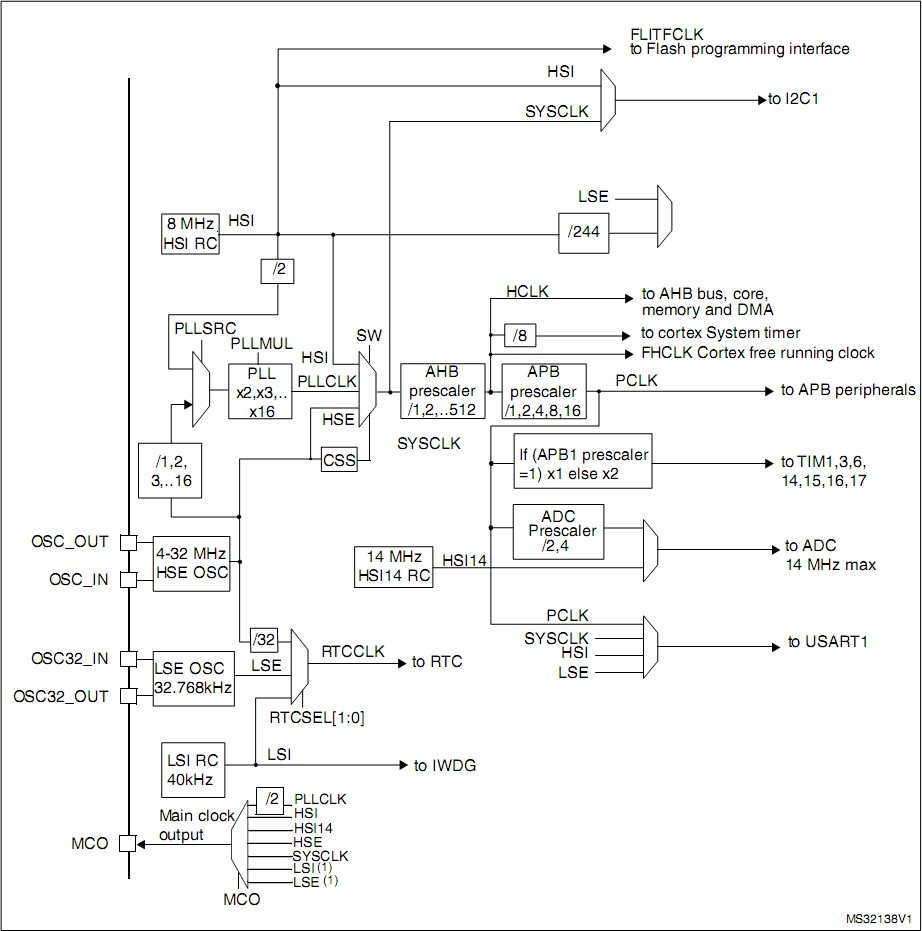 FLITFCLK
to Flash programming interface
HSI
to I2C1
SYSCLK
LSE
8 MHz
HSI RC
HSI
/244
/2
HCLK
to AHB bus, core,
memory and DMA
PLLSRC
PLLMUL
SW
/8
to cortex System timer
FHCLK Cortex free running clock
HSI
PLL
x2,x3,..
x16
PLLCLK
AHB
prescaler
/1,2,..512
APB
prescaler
/1,2,4,8,16
PCLK
to APB peripherals
HSE
SYSCLK
CSS
/1,2,
3,..16
If (APB1 prescaler
=1) x1 else x2
to TIM1,3,6,
14,15,16,17
ADC
Prescaler
/2,4
OSC_OUT
OSC_IN
4-32 MHz
HSE OSC
14 MHz
HSI14 RC
HSI14
to ADC
14 MHz max
PCLK
SYSCLK
HSI
LSE
to USART1
/32
OSC32_IN
OSC32_OUT
LSE OSC
32.768kHz
LSE
RTCCLK
to RTC
RTCSEL[1:0]
LSI RC
40kHz
LSI
to IWDG
/2
PLLCLK
HSI
HSI14
HSE
SYSCLK
LSI (1)
LSE (1)
Main clock
output
MCO
MCO
MS32138V1